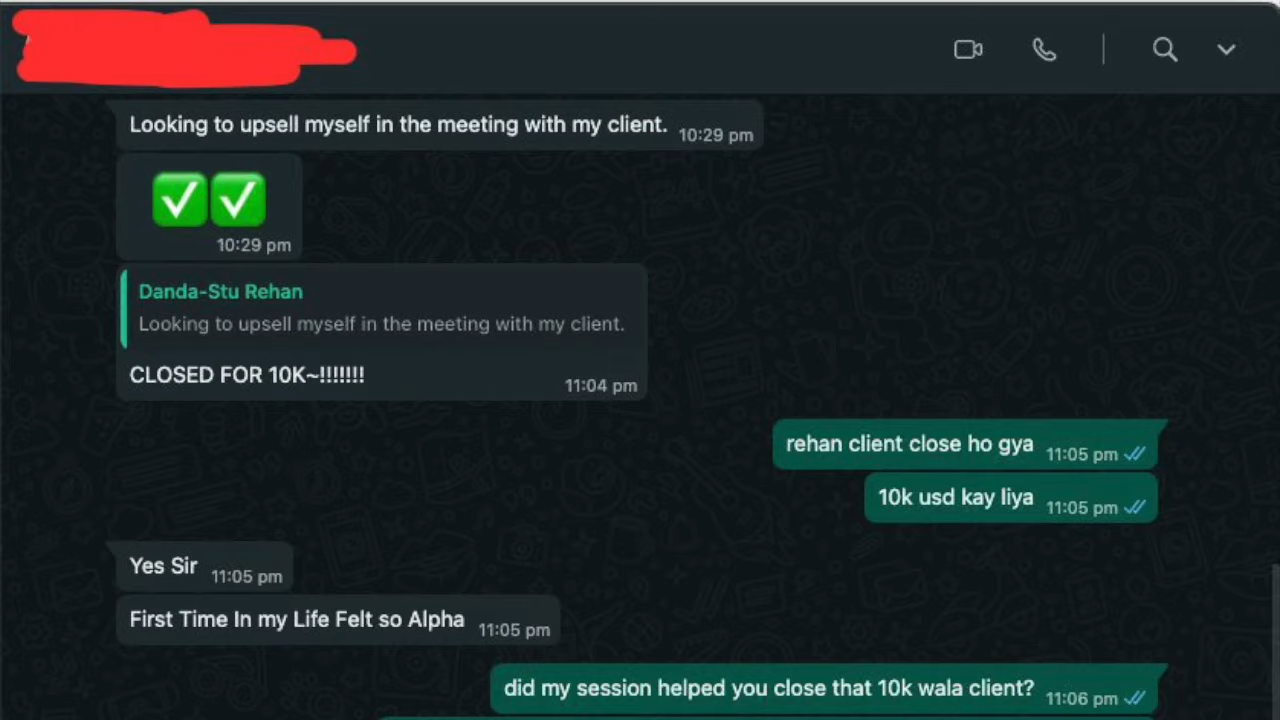 Looking to upsell myself in the meeting with my client. 10:29 pm
✅✅
10:29 pm
Danda-Stu Rehan
Looking to upsell myself in the meeting with my client.
CLOSED FOR 10K~!!!!!!!
11:04 pm
rehan client close ho gya 11:05 pm
10k usd kay liya 11:05 pm
Yes Sir 11:05 pm
First Time In my Life Felt so Alpha 11:05 pm
did my session helped you close that 10k wala client? 11:06 pm